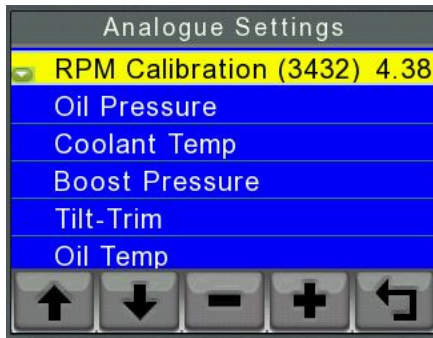 Analogue Settings
RPM Calibration (3432) 4.38
Oil Pressure
Coolant Temp
Boost Pressure
Tilt-Trim
Oil Temp